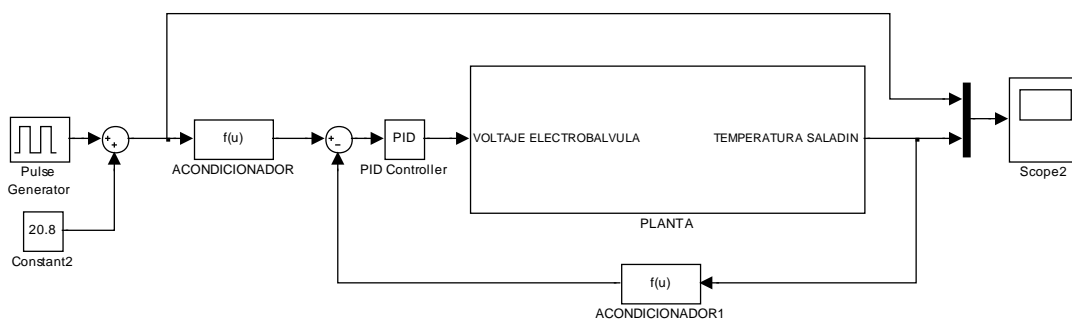 f(u)
ACONDICIONADOR
PID
PID Controller
VOLTAJE ELECTROBALVULA
TEMPERATURA SALADIN
PLANTA
Scope2
Pulse
Generator
20.8
Constant2
f(u)
ACONDICIONADOR1